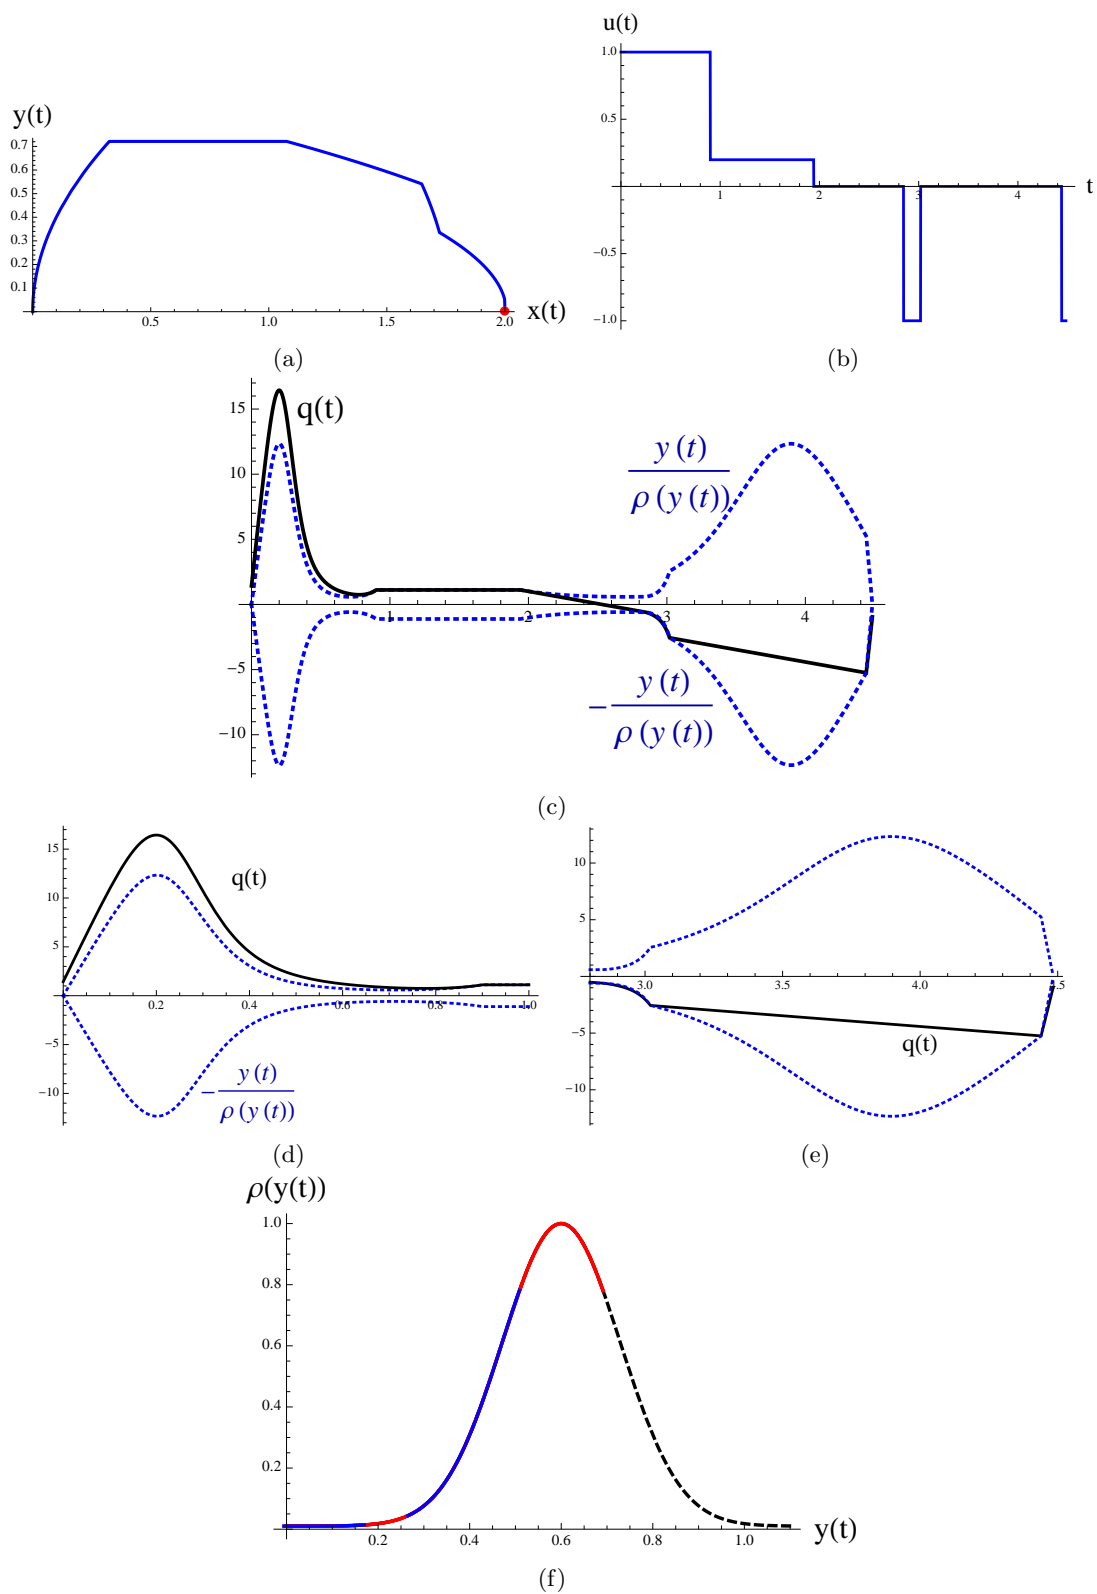 y(t)
0.7
0.6
0.5
0.4
0.3
0.2
0.1
0.5
1.0
1.5
2.0
x(t)
(a)
u(t)
1.0
0.5
1
2
3
4
t
−0.5
−1.0
(b)
15
10
5
−5
−10
1
2
3
4
q(t)
y(t)
ρ(y(t))
− y(t)
ρ(y(t))
(c)
15
10
5
−5
−10
0.2
0.4
0.6
0.8
1.0
q(t)
− y(t)
ρ(y(t))
(d)
10
5
−5
−10
3.0
3.5
4.0
4.5
q(t)
(e)
ρ(y(t))
1.0
0.8
0.6
0.4
0.2
0.2
0.4
0.6
0.8
1.0
y(t)
(f)